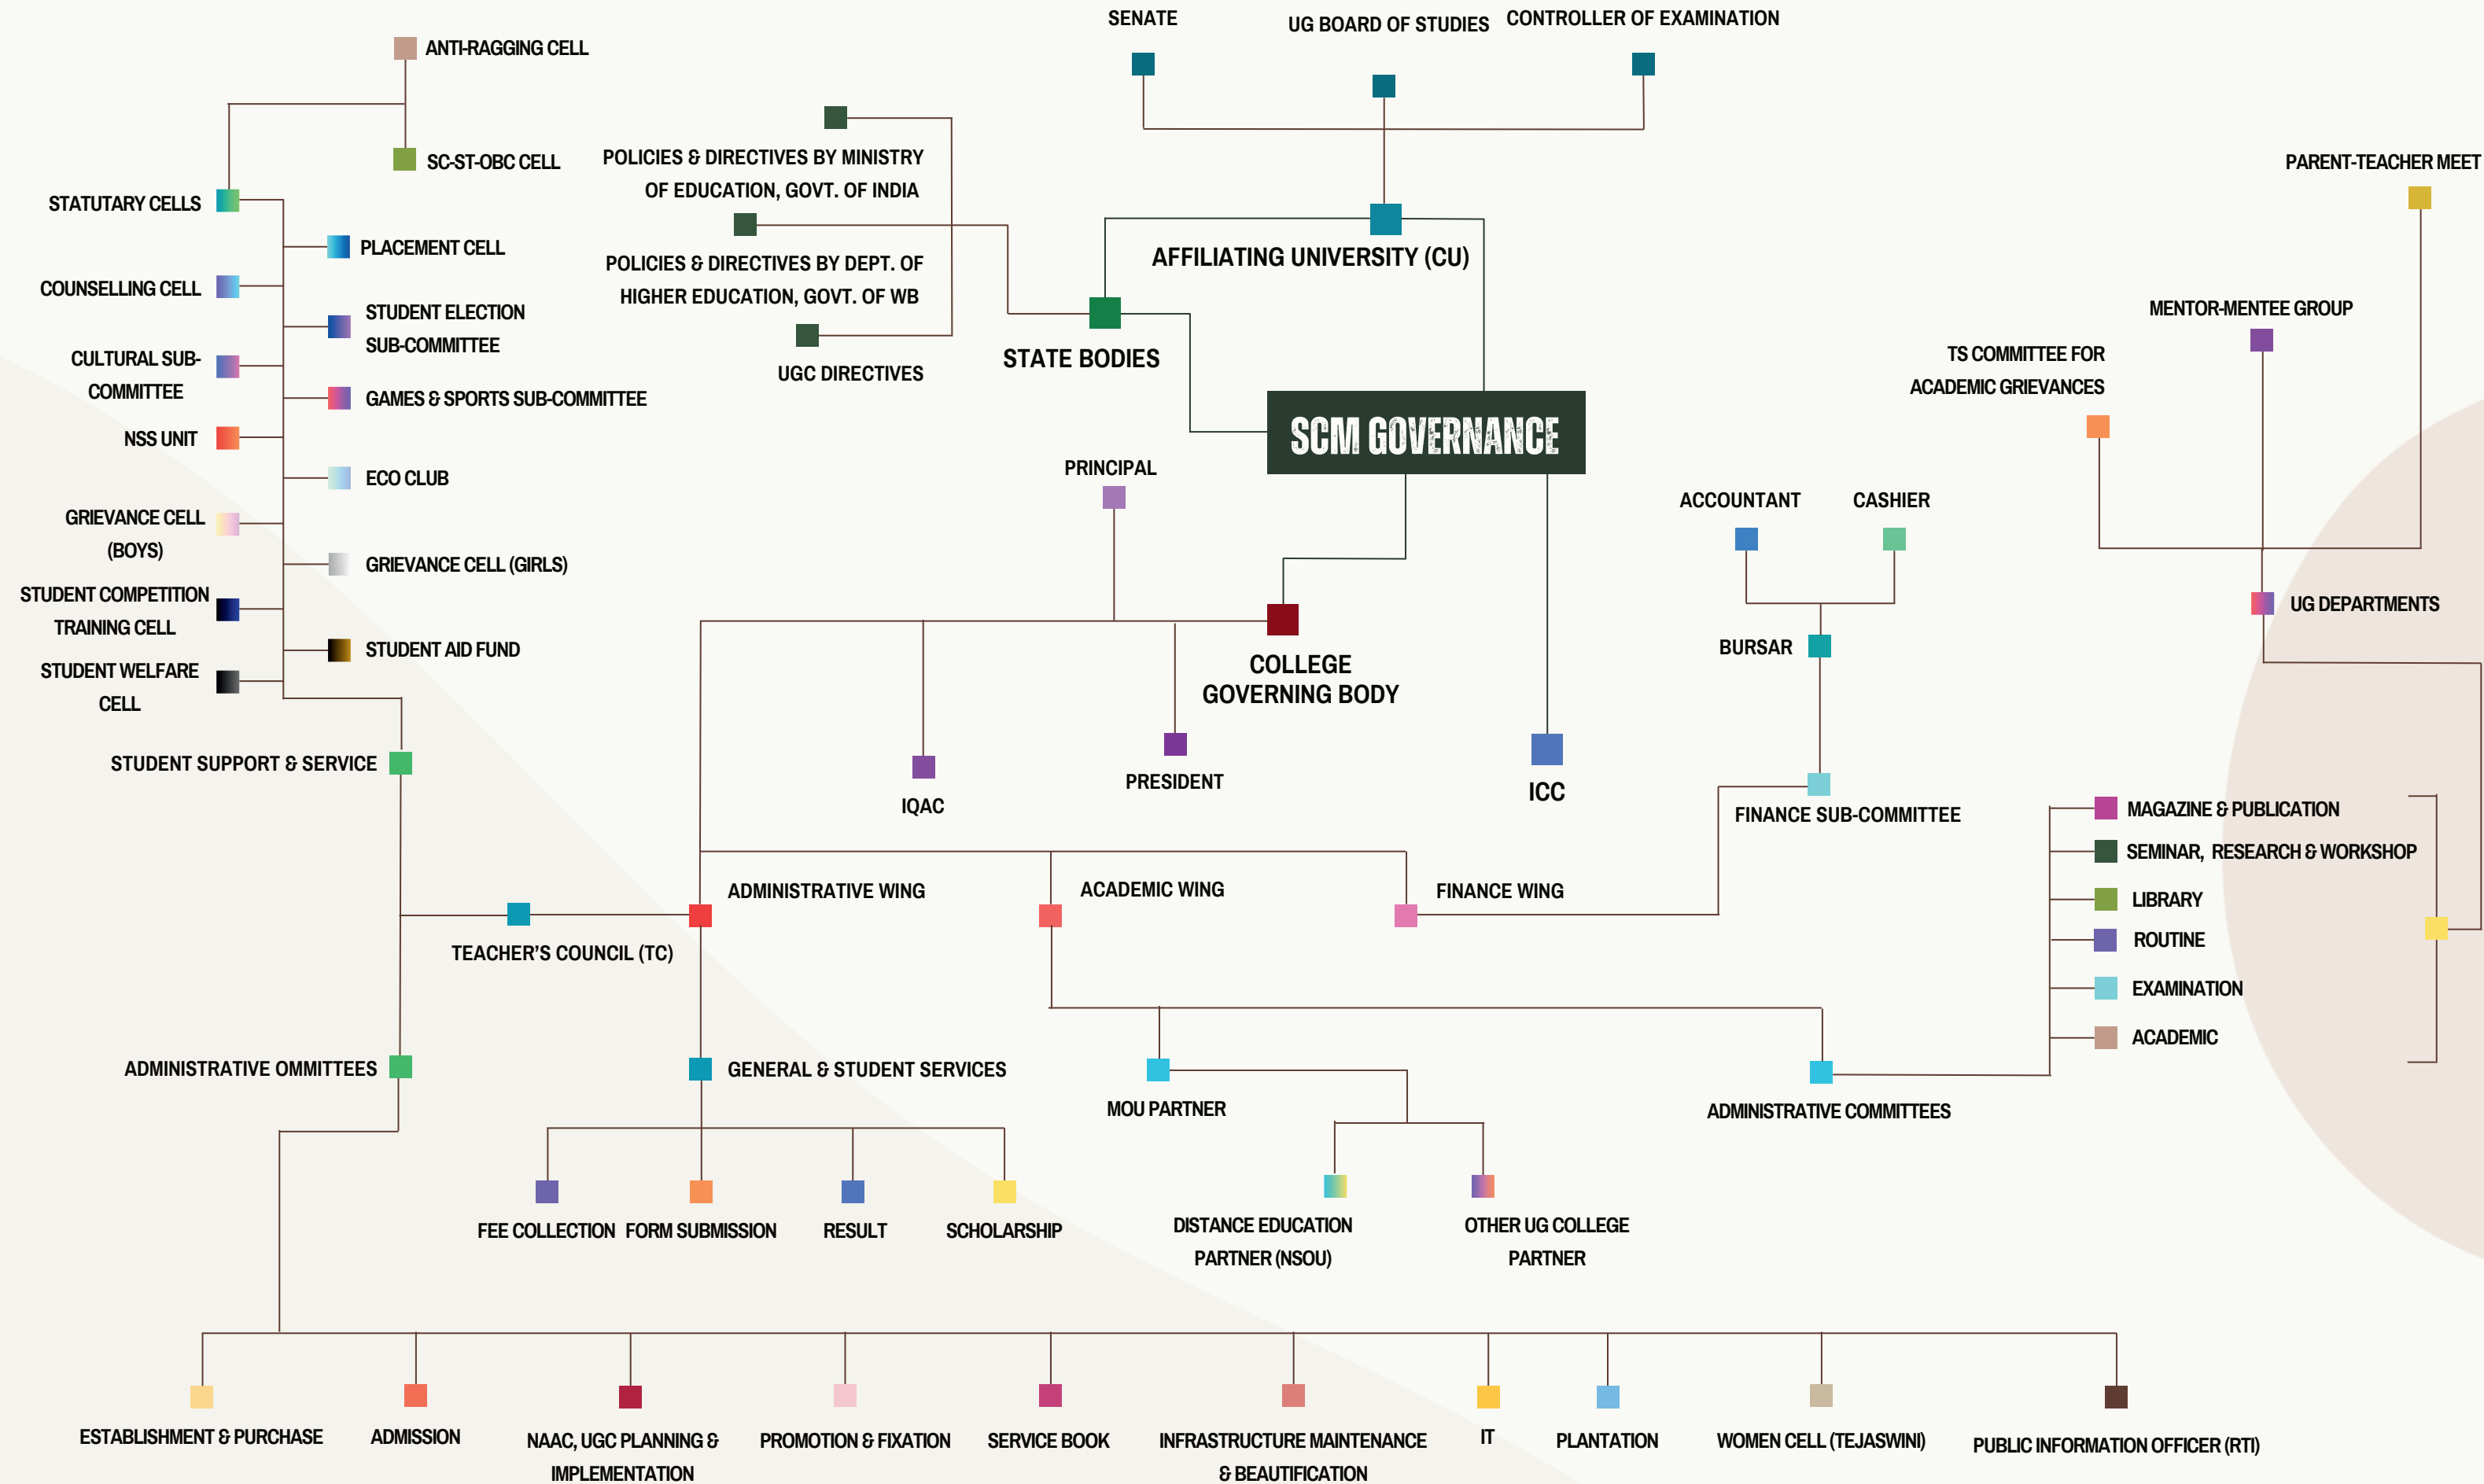 SENATE
UG BOARD OF STUDIES
CONTROLLER OF EXAMINATION
ANTI-RAGGING CELL
SC-ST-OBC CELL
STATUTARY CELLS
PLACEMENT CELL
COUNSELLING CELL
STUDENT ELECTION
SUB-COMMITTEE
CULTURAL SUB-
COMMITTEE
GAMES & SPORTS SUB-COMMITTEE
NSS UNIT
ECO CLUB
GRIEVANCE CELL
(BOYS)
GRIEVANCE CELL (GIRLS)
STUDENT COMPETITION
TRAINING CELL
STUDENT AID FUND
STUDENT WELFARE
CELL
STUDENT SUPPORT & SERVICE
POLICIES & DIRECTIVES BY MINISTRY
OF EDUCATION, GOVT. OF INDIA
POLICIES & DIRECTIVES BY DEPT. OF
HIGHER EDUCATION, GOVT. OF WB
UGC DIRECTIVES
AFFILIATING UNIVERSITY (CU)
STATE BODIES
SCM GOVERNANCE
PRINCIPAL
COLLEGE
GOVERNING BODY
IQAC
PRESIDENT
ICC
PARENT-TEACHER MEET
MENTOR-MENTEE GROUP
TS COMMITTEE FOR
ACADEMIC GRIEVANCES
UG DEPARTMENTS
ACCOUNTANT
CASHIER
BURSAR
FINANCE SUB-COMMITTEE
MAGAZINE & PUBLICATION
SEMINAR, RESEARCH & WORKSHOP
LIBRARY
ROUTINE
EXAMINATION
ACADEMIC
ADMINISTRATIVE WING
ACADEMIC WING
FINANCE WING
TEACHER'S COUNCIL (TC)
ADMINISTRATIVE OMMITTEES
GENERAL & STUDENT SERVICES
MOU PARTNER
ADMINISTRATIVE COMMITTEES
FEE COLLECTION
FORM SUBMISSION
RESULT
SCHOLARSHIP
DISTANCE EDUCATION
PARTNER (NSOU)
OTHER UG COLLEGE
PARTNER
ESTABLISHMENT & PURCHASE
ADMISSION
NAAC, UGC PLANNING &
IMPLEMENTATION
PROMOTION & FIXATION
SERVICE BOOK
INFRASTRUCTURE MAINTENANCE
& BEAUTIFICATION
IT
PLANTATION
WOMEN CELL (TEJASWINI)
PUBLIC INFORMATION OFFICER (RTI)